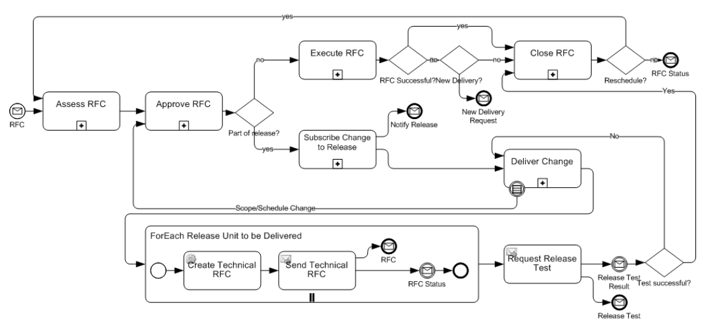 yes
yes
Execute RFC
Close RFC
no
no
no
no
RFC Successful?
New Delivery?
Reschedule?
RFC Status
Yes
Assess RFC
Approve RFC
RFC
New Delivery
Request
Part of release?
Notify Release
Subscribe Change
to Release
yes
No
Deliver Change
Scope/Schedule Change
ForEach Release Unit to be Delivered
Create Technical
RFC
Send Technical
RFC
RFC
RFC Status
Request Release
Test
Release Test
Result
Test successful?
Release Test